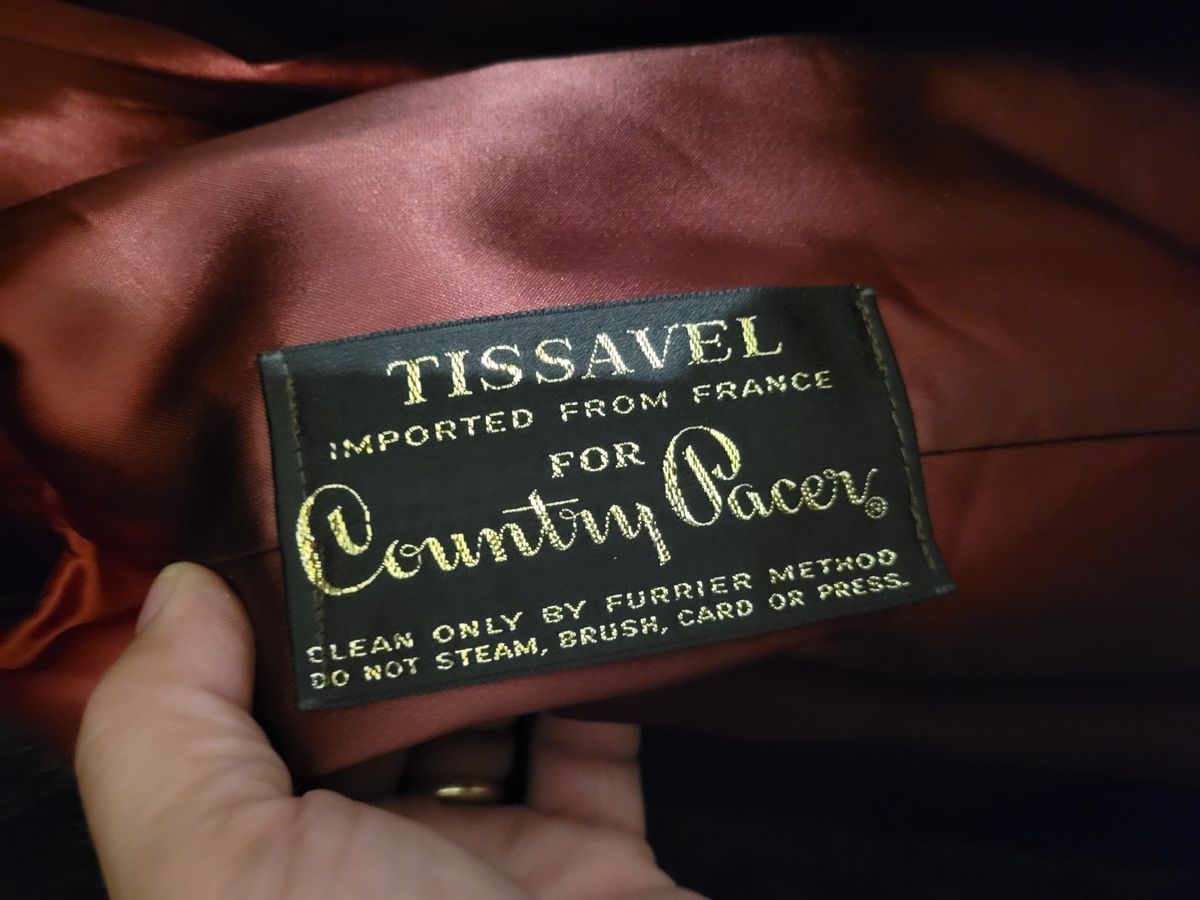 TISSAVEL
IMPORTED FROM FRANCE
FOR
Country Pacer®
CLEAN ONLY BY FURRIER METHOD
DO NOT STEAM, BRUSH, CARD OR PRESS.